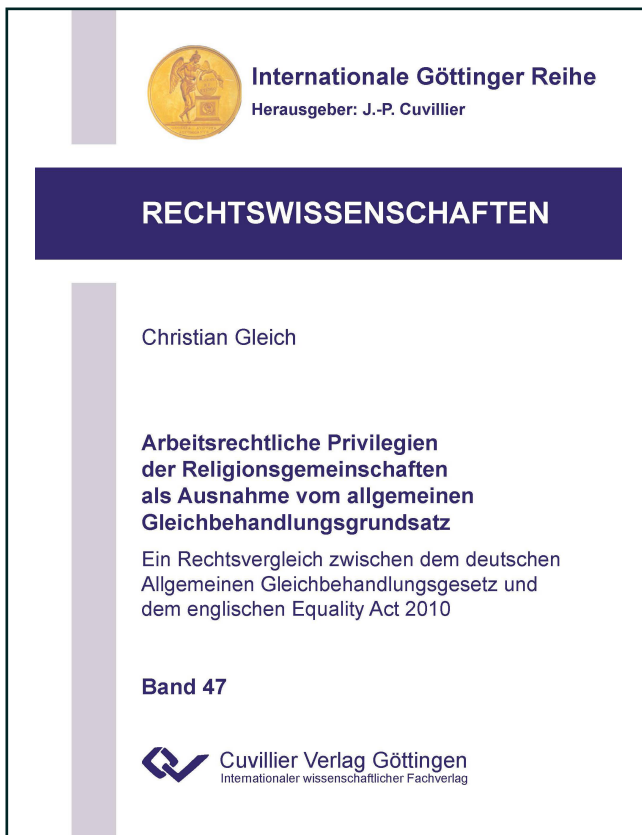 Internationale Göttinger Reihe
Herausgeber: J.-P. Cuvillier
RECHTSWISSENSCHAFTEN
Christian Gleich
Arbeitsrechtliche Privilegien
der Religionsgemeinschaften
als Ausnahme vom allgemeinen
Gleichbehandlungsgrundsatz
Ein Rechtsvergleich zwischen dem deutschen
Allgemeinen Gleichbehandlungsgesetz und
dem englischen Equality Act 2010
Band 47
Cuvillier Verlag Göttingen
Internationaler wissenschaftlicher Fachverlag